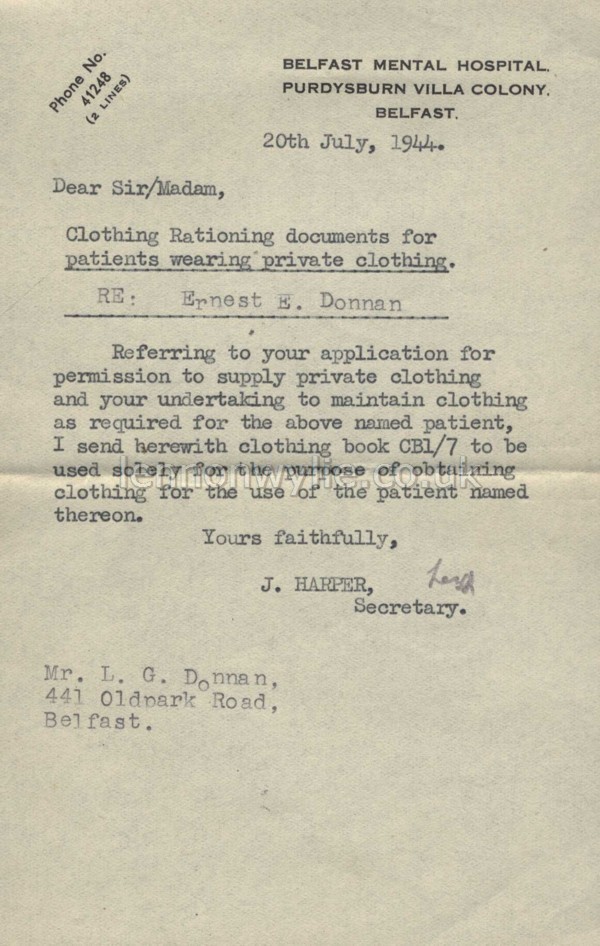 Phone No.
41248
(2 LINES)
BELFAST MENTAL HOSPITAL,
PURDYSBURN VILLA COLONY,
BELFAST.
20th July, 1944.
Dear Sir/Madam,
Clothing Rationing documents for
patients wearing private clothing.
RE: Ernest E. Donnan
Referring to your application for
permission to supply private clothing
and your undertaking to maintain clothing
as required for the above named patient,
I send herewith clothing book CB1/7 to be
used solely for the purpose of obtaining
lennonwylie.co.uk
clothing for the use of the patient named
thereon.
Yours faithfully,
J. HARPER,
Secretary.
Mr. L. G. Donnan,
441 Oldpark Road,
Belfast.